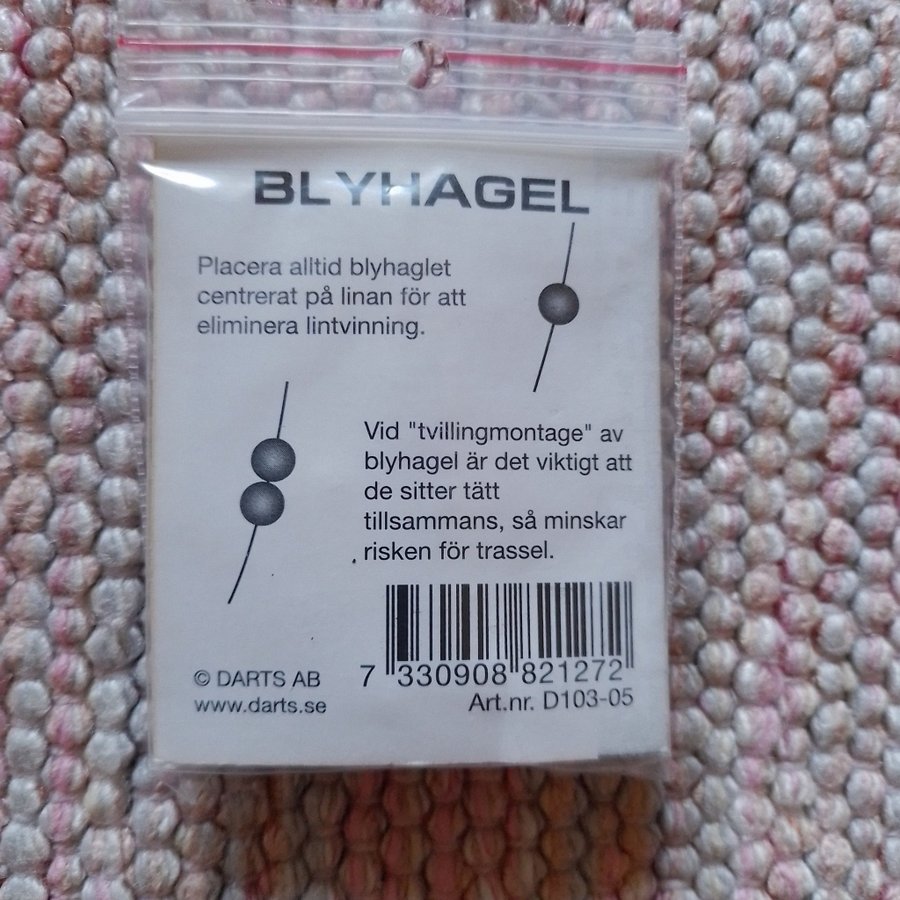 BLYHAGEL
Placera alltid blyhaglet
centrerat på linan för att
eliminera lintvinning.
Vid "tvillingmontage" av
blyhagel är det viktigt att
de sitter tätt
tillsammans, så minskar
risken för trassel.
7 330908 821272
© DARTS AB
www.darts.se
Art.nr. D103-05